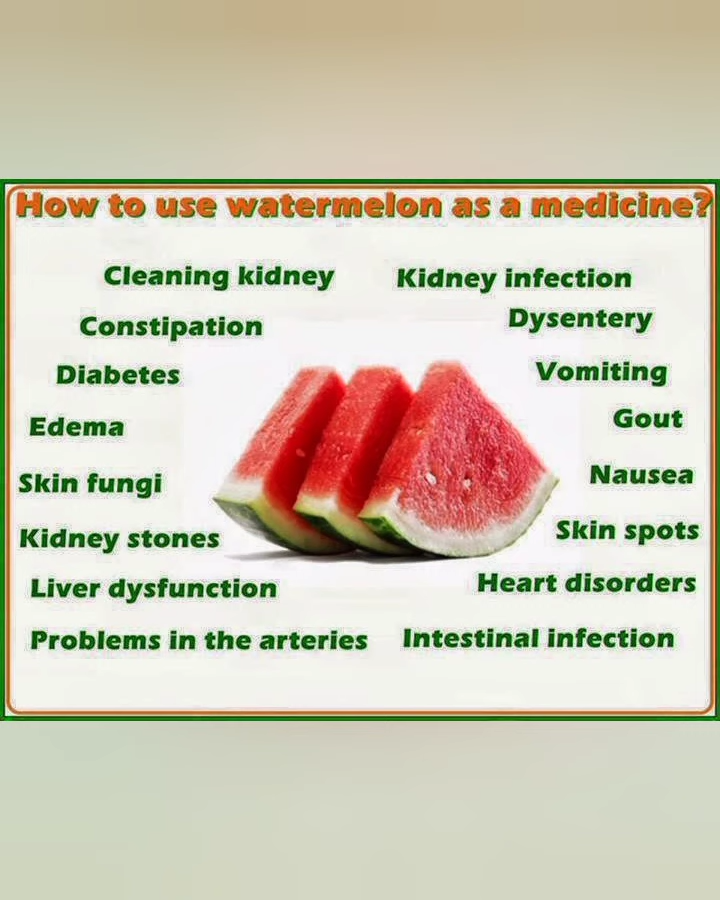 How to use watermelon as a medicine?
Cleaning kidney
Kidney infection
Constipation
Dysentery
Diabetes
Vomiting
Edema
Gout
Skin fungi
Nausea
Kidney stones
Skin spots
Liver dysfunction
Heart disorders
Problems in the arteries
Intestinal infection